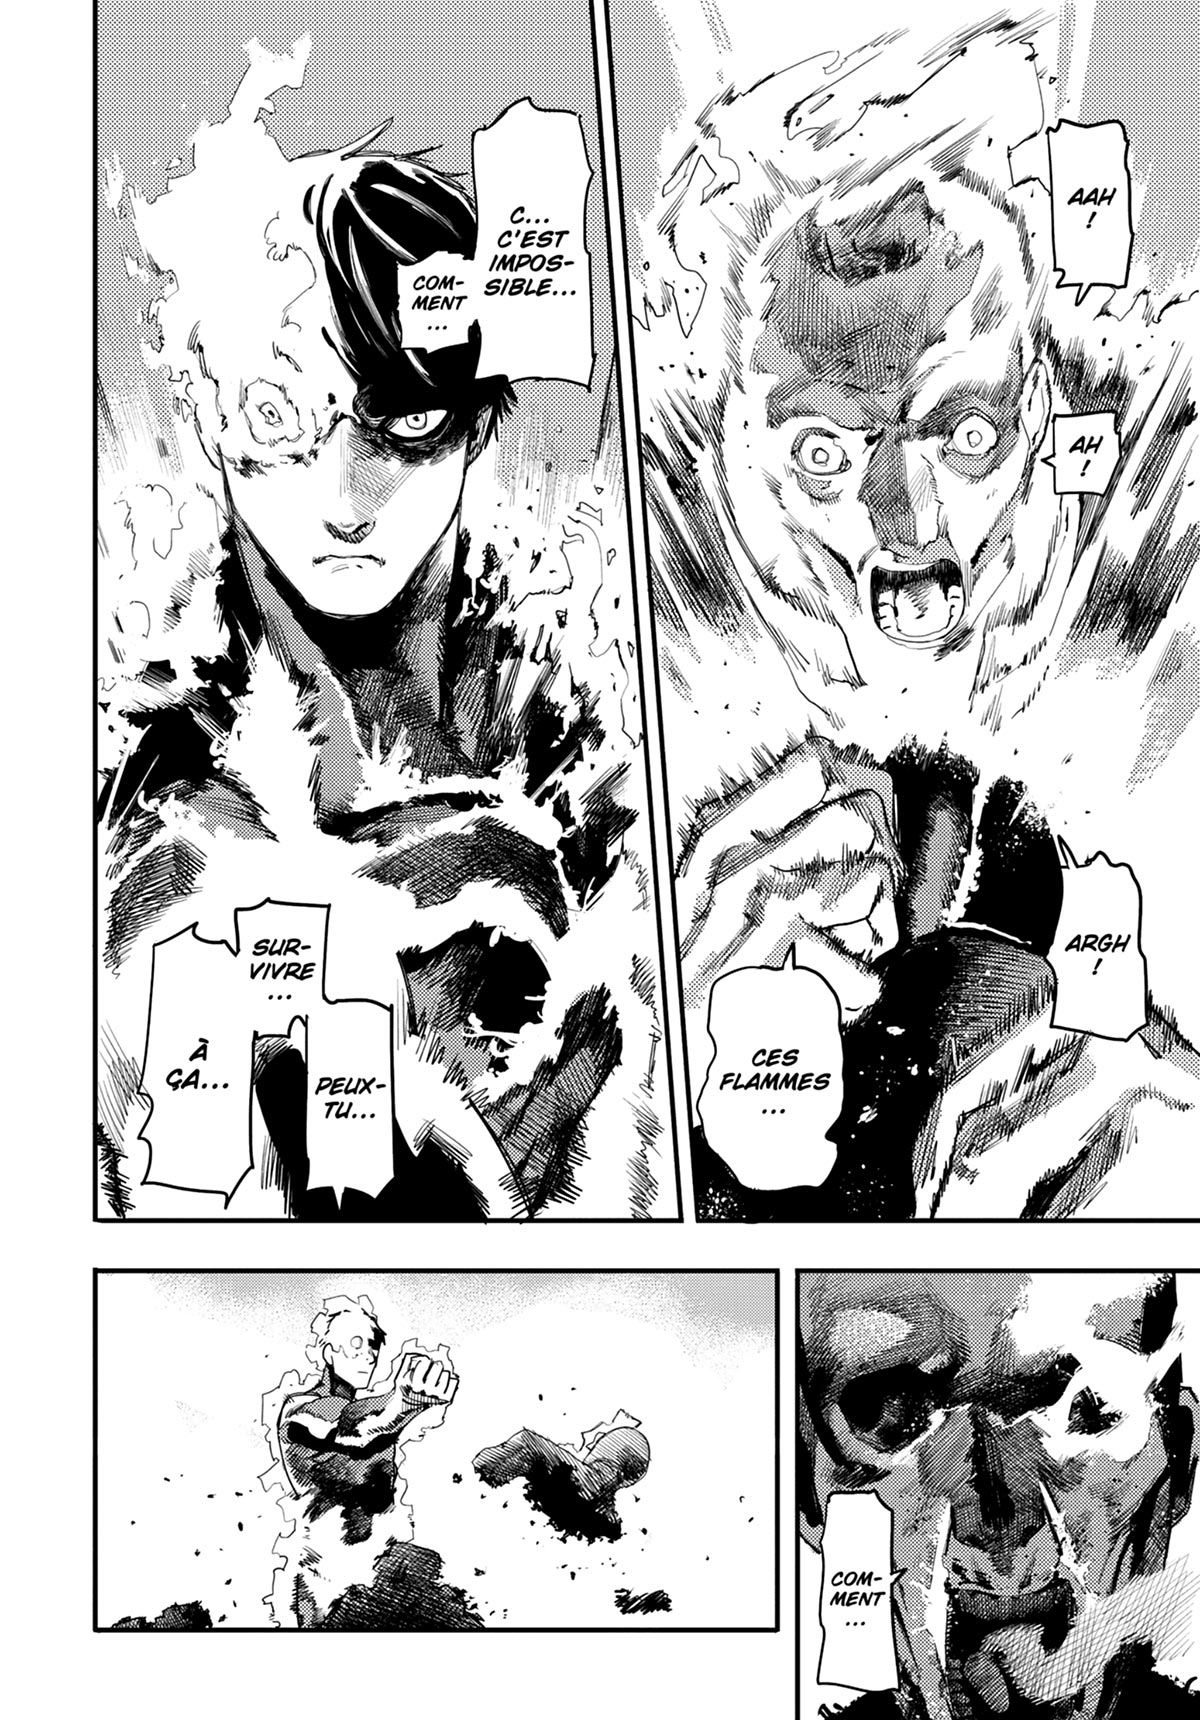 AAH
!
AH
!
ARGH
!
CES
FLAMMES
...
C...
C'EST
IMPOS-
SIBLE...
COM-
MENT
...
PEUX-
TU...
SUR-
VIVRE
...
À
ÇA...
COM-
MENT
...